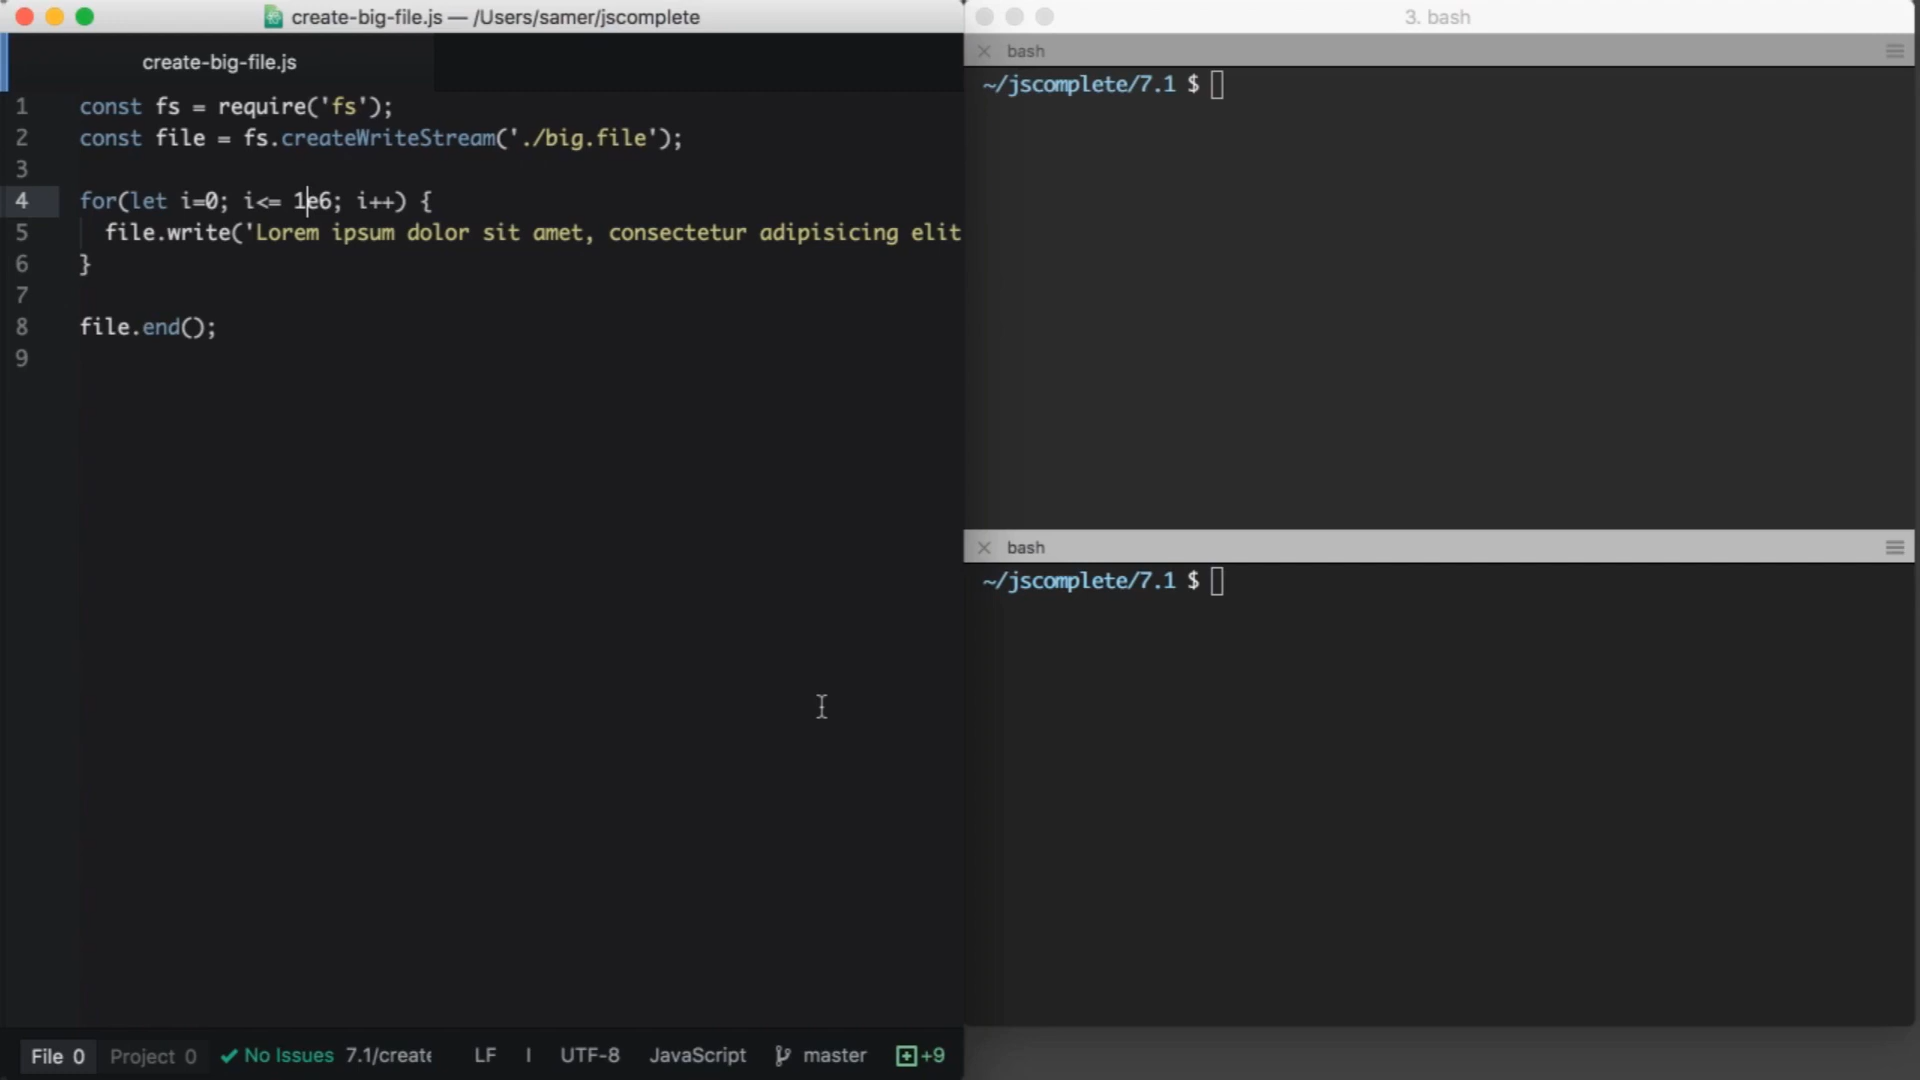 create-big-file.js — /Users/samer/jscomplete
create-big-file.js
1 const fs = require('fs');
2 const file = fs.createWriteStream('./big.file');
3
4 for(let i=0; i<= 1e6; i++) {
5 file.write('Lorem ipsum dolor sit amet, consectetur adipisicing elit
6 }
7
8 file.end();
9
File 0 Project 0 No Issues 7.1/create LF I UTF-8 JavaScript master +9
3. bash
bash
~/jscomplete/7.1 $
bash
~/jscomplete/7.1 $